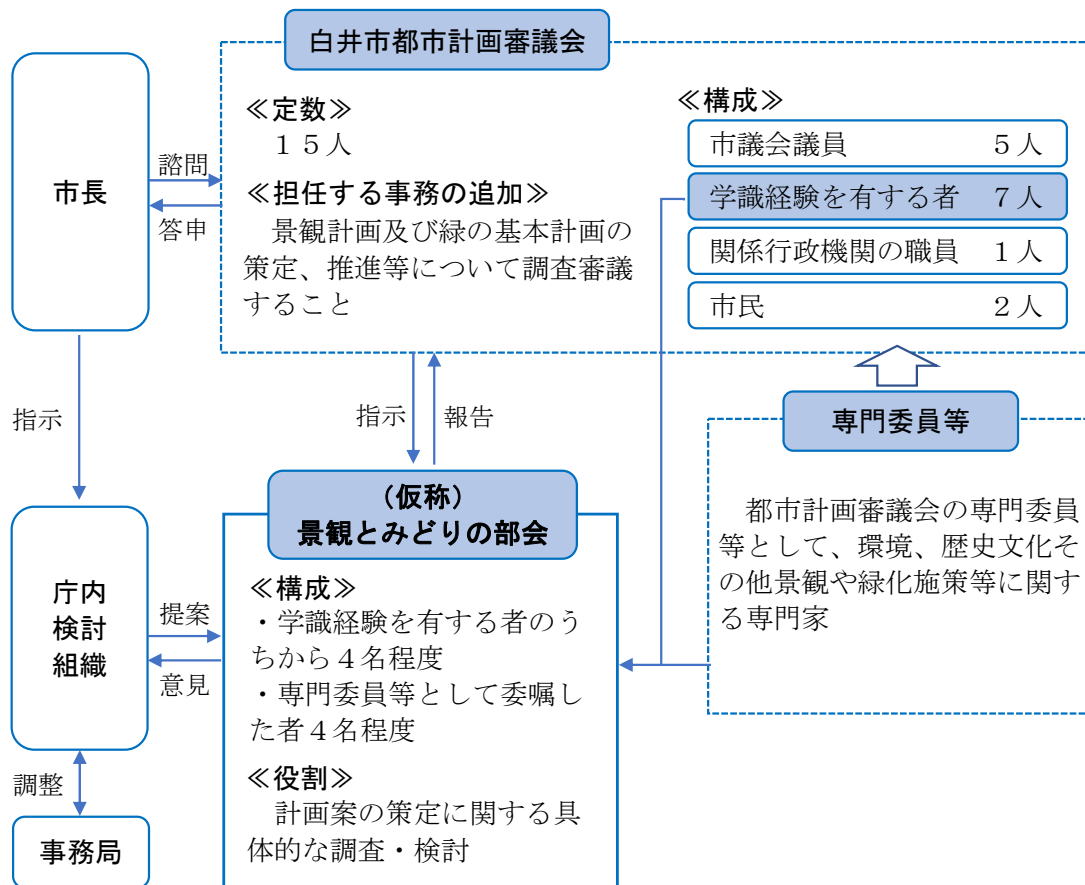 白井市都市計画審議会
市長
諮問
答申
≪定数≫
１５人
≪担任する事務の追加≫
景観計画及び緑の基本計画の
策定、推進等について調査審議
すること
≪構成≫
市議会議員　５人
学識経験を有する者　７人
関係行政機関の職員　１人
市民　２人
指示
指示
報告
専門委員等
都市計画審議会の専門委員
等として、環境、歴史文化そ
の他景観や緑化施策等に関す
る専門家
（仮称）
景観とみどりの部会
≪構成≫
・学識経験を有する者のう
ちから４名程度
・専門委員等として委嘱し
た者４名程度
≪役割≫
計画案の策定に関する具
体的な調査・検討
庁内
検討
組織
提案
意見
調整
事務局